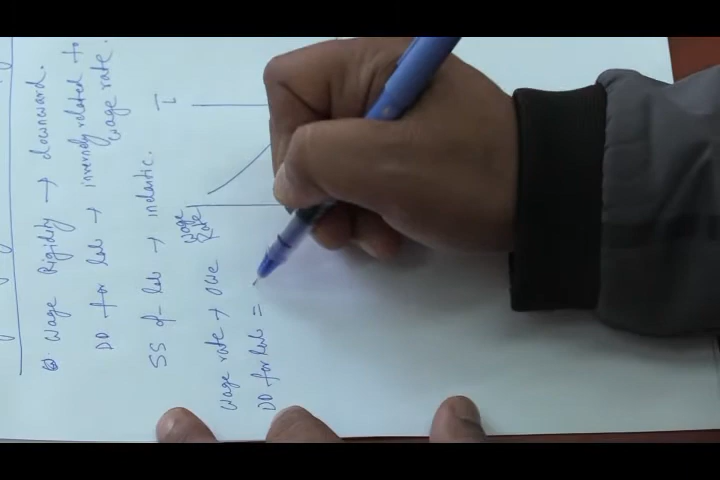 Wage Rigidity → downward.
DD for lab → inversely related to
wage rate.
SS of lab → inelastic.
Wage
Rate
Wage rate →
DD for lab =